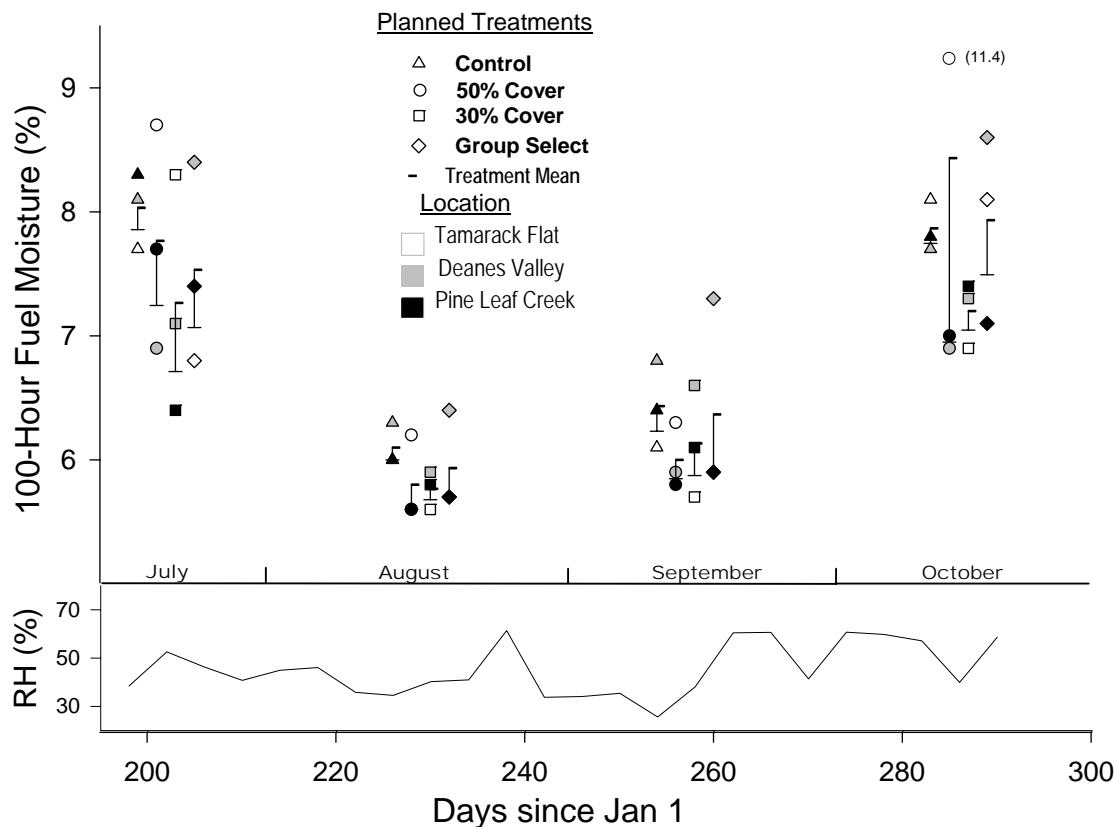 Planned Treatments
Control
50% Cover
30% Cover
Group Select
Treatment Mean
Location
Tamarack Flat
Deanes Valley
Pine Leaf Creek
(11.4)
100-Hour Fuel Moisture (%)
9
8
7
6
July August September October
RH (%)
70
50
30
200 220 240 260 280 300
Days since Jan 1